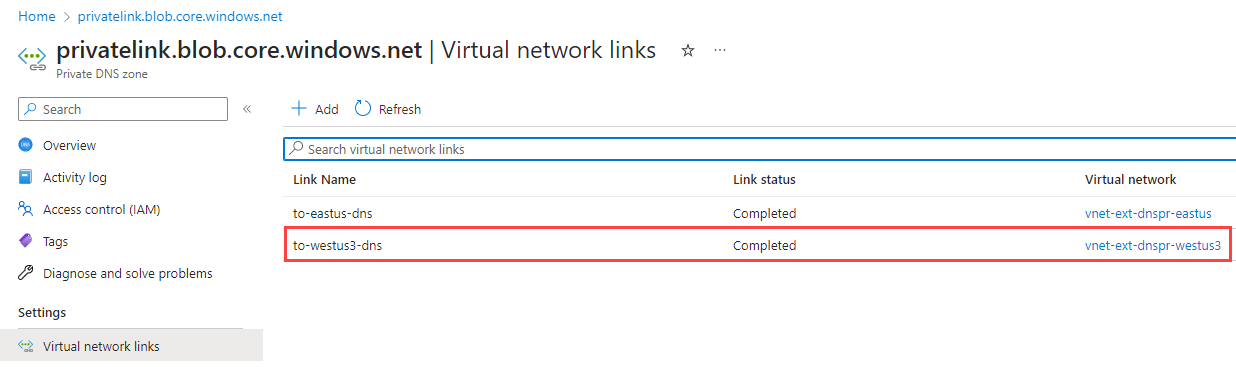 Home > privatelink.blob.core.windows.net
privatelink.blob.core.windows.net | Virtual network links
Private DNS zone
Search
Add Refresh
Search virtual network links
Overview
Activity log
Access control (IAM)
Tags
Diagnose and solve problems
Settings
Virtual network links
Link Name Link status Virtual network
to-eastus-dns Completed vnet-ext-dnspr-eastus
to-westus3-dns Completed vnet-ext-dnspr-westus3